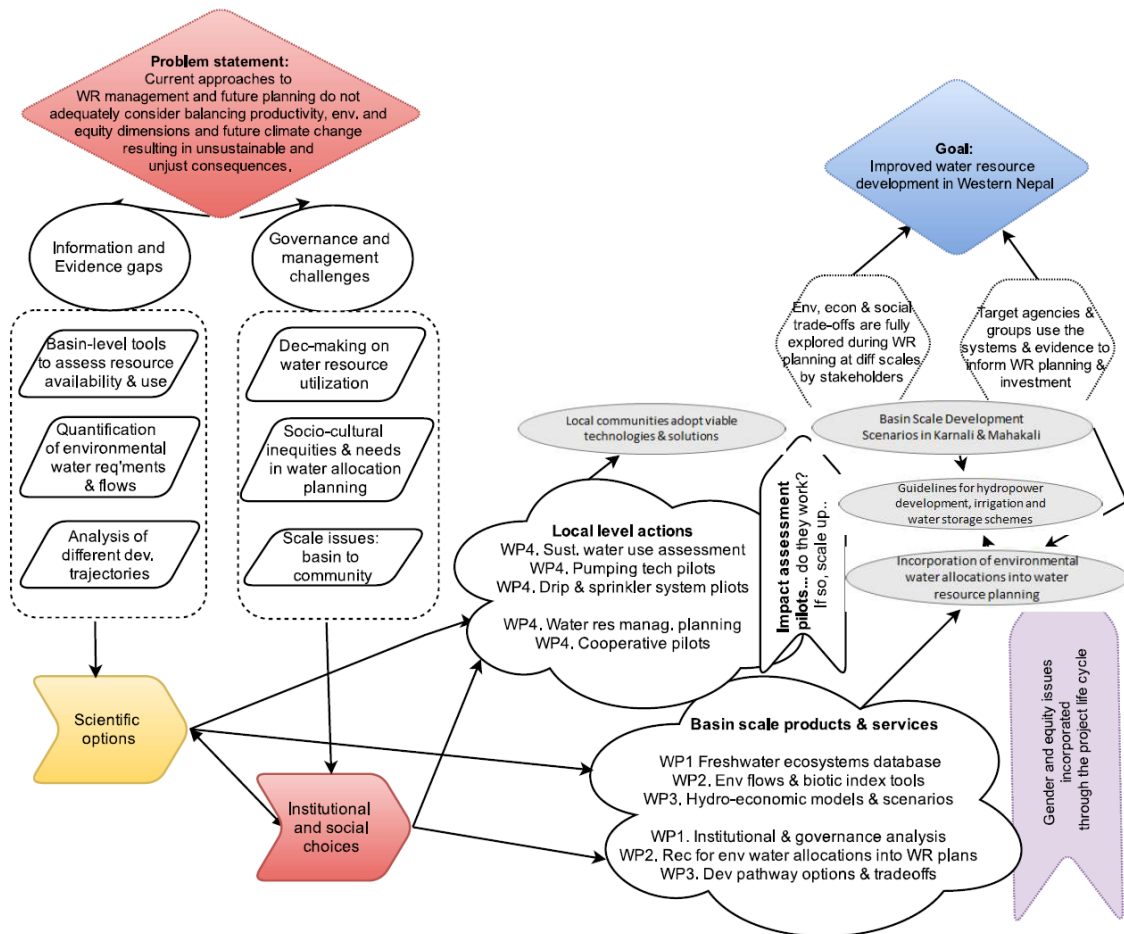 Problem statement:
Current approaches to
WR management and future planning do not
adequately consider balancing productivity, env. and
equity dimensions and future climate change
resulting in unsustainable and
unjust consequences.
Goal:
Improved water resource
development in Western Nepal
Information and
Evidence gaps
Governance and
management challenges
Basin-level tools
to assess resource
availability & use
Quantification
of environmental
water req'ments
& flows
Analysis of
different dev.
trajectories
Dec-making on
water resource
utilization
Socio-cultural
inequities & needs
in water allocation
planning
Scale issues:
basin to
community
Env, econ & social
trade-offs are fully
explored during WR
planning at diff scales
by stakeholders
Target agencies &
groups use the
systems & evidence to
inform WR planning &
investment
Local communities adopt viable
technologies & solutions
Basin Scale Development
Scenarios in Karnali & Mahakali
Guidelines for hydropower
development, irrigation and
water storage schemes
Incorporation of environmental
water allocations into water
resource planning
Local level actions
WP4. Sust. water use assessment
WP4. Pumping tech pilots
WP4. Drip & sprinkler system pilots
WP4. Water res manag. planning
WP4. Cooperative pilots
Impact assessment
pilots... do they work?
If so, scale up..
Scientific
options
Institutional
and social
choices
Basin scale products & services
WP1 Freshwater ecosystems database
WP2. Env flows & biotic index tools
WP3. Hydro-economic models & scenarios
WP1. Institutional & governance analysis
WP2. Rec for env water allocations into WR plans
WP3. Dev pathway options & tradeoffs
Gender and equity issues
incorporated
through the project life cycle